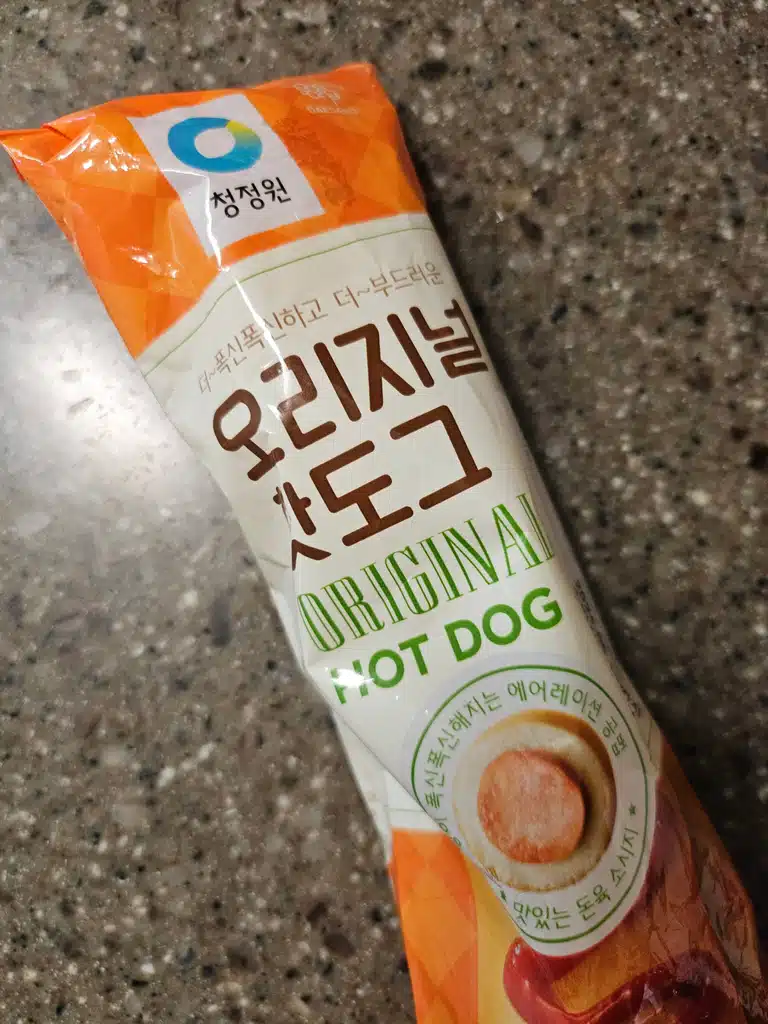 청정원
더~폭신폭신하고 더~부드러운
오리지널
핫도그
ORIGINAL
HOT DOG
폭신폭신해지는 에어레이션 공법
맛있는 돈육 소시지